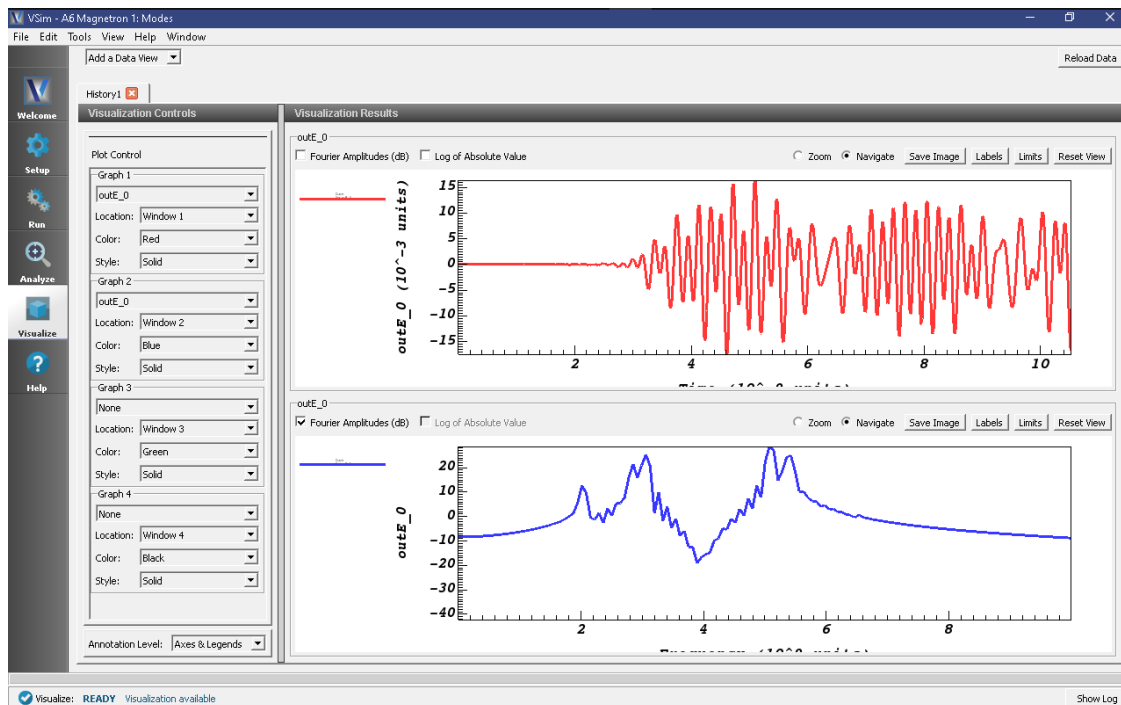 VSim - A6 Magnetron 1: Modes
File Edit Tools View Help Window
Add a Data View
Reload Data
History1
Welcome
Setup
Run
Analyze
Visualize
Help
Visualization Controls
Plot Control
Graph 1
outE_0
Location: Window 1
Color: Red
Style: Solid
Graph 2
outE_0
Location: Window 2
Color: Blue
Style: Solid
Graph 3
None
Location: Window 3
Color: Green
Style: Solid
Graph 4
None
Location: Window 4
Color: Black
Style: Solid
Annotation Level: Axes & Legends
Visualization Results
outE_0
Fourier Amplitudes (dB) Log of Absolute Value Zoom Navigate Save Image Labels Limits Reset View
outE_0 (10^-3 units)
15
10
5
0
-5
-10
-15
2 4 6 8 10
outE_0
Fourier Amplitudes (dB) Log of Absolute Value Zoom Navigate Save Image Labels Limits Reset View
outE_0
20
10
0
-10
-20
-30
-40
2 4 6 8
Visualize: READY Visualization available
Show Log